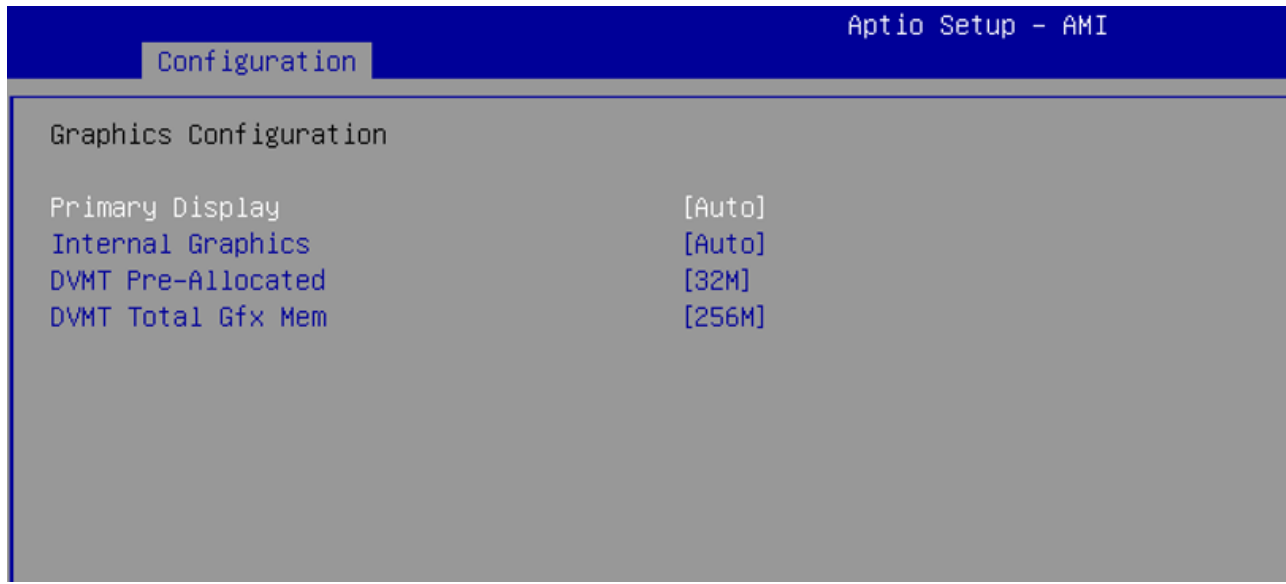 Aptio Setup - AMI
Configuration
Graphics Configuration
Primary Display [Auto]
Internal Graphics [Auto]
DVMT Pre-Allocated [32M]
DVMT Total Gfx Mem [256M]